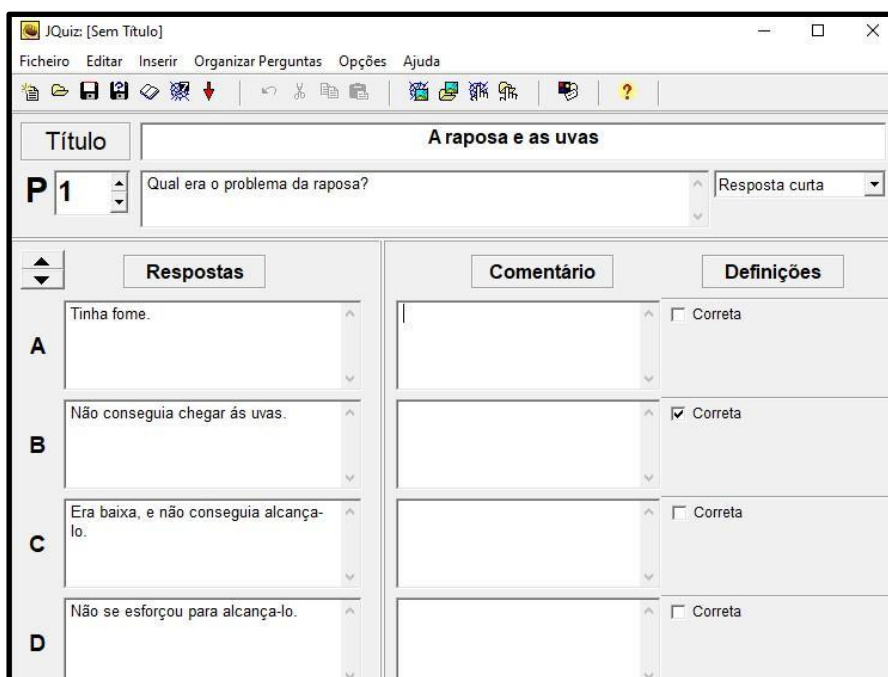 JQuiz: [Sem Título]
Ficheiro Editar Inserir Organizar Perguntas Opções Ajuda
?
Título A raposa e as uvas
P 1 Qual era o problema da raposa? Resposta curta
Respostas Comentário Definições
A Tinha fome. Correta
B Não conseguia chegar ás uvas. Correta
C Era baixa, e não conseguia alcança-
lo. Correta
D Não se esforçou para alcança-lo. Correta